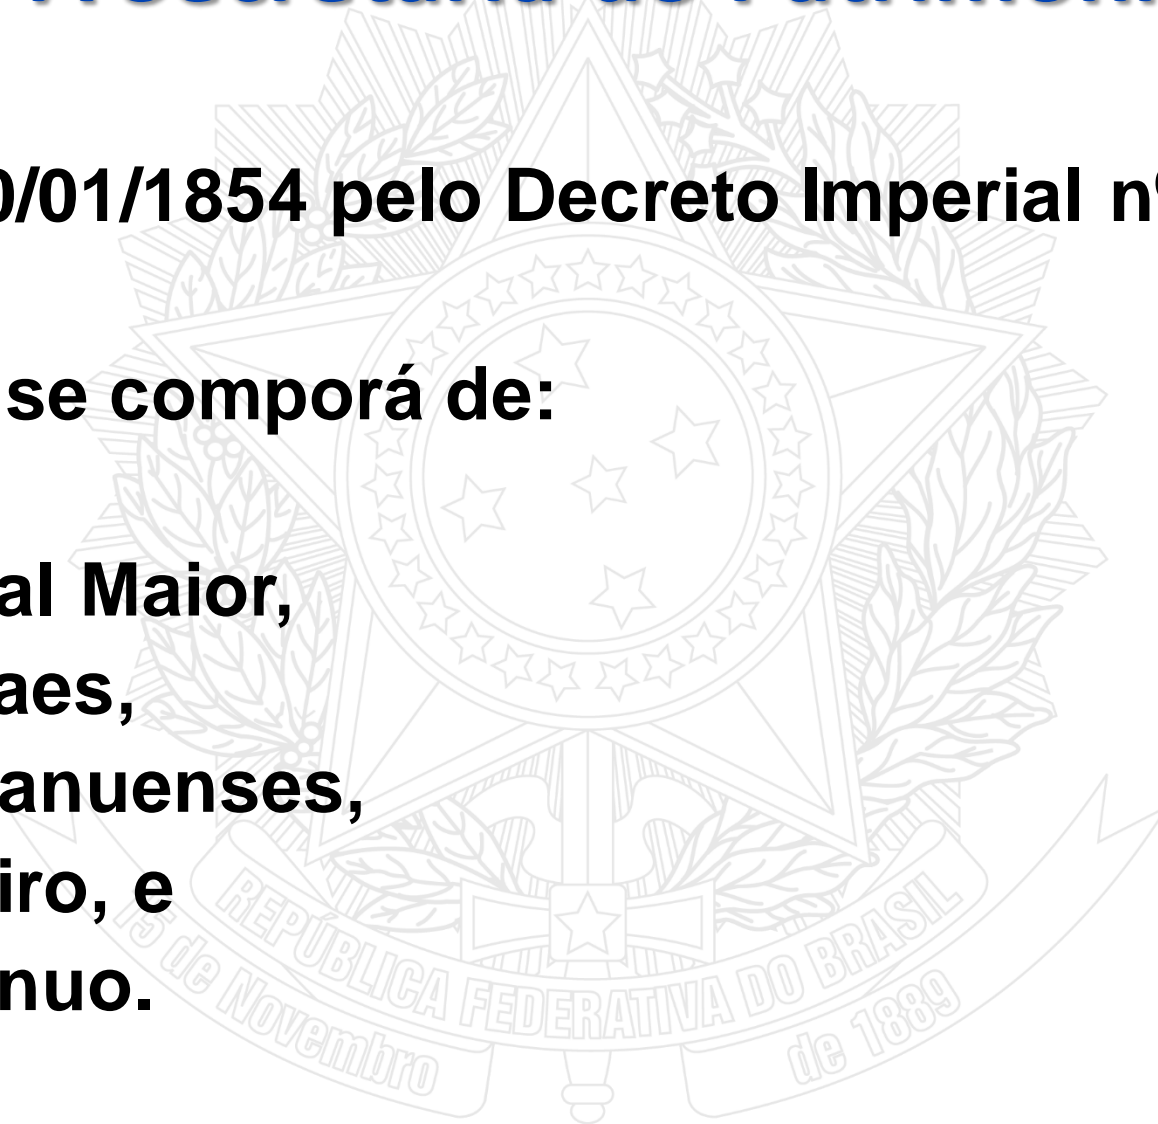 0/01/1854 pelo Decreto Imperial nº
se comporá de:
al Maior,
aes,
anuenses,
iro, e
nuo.
REPÚBLICA FEDERATIVA DO BRASIL
15 de Novembro de 1889